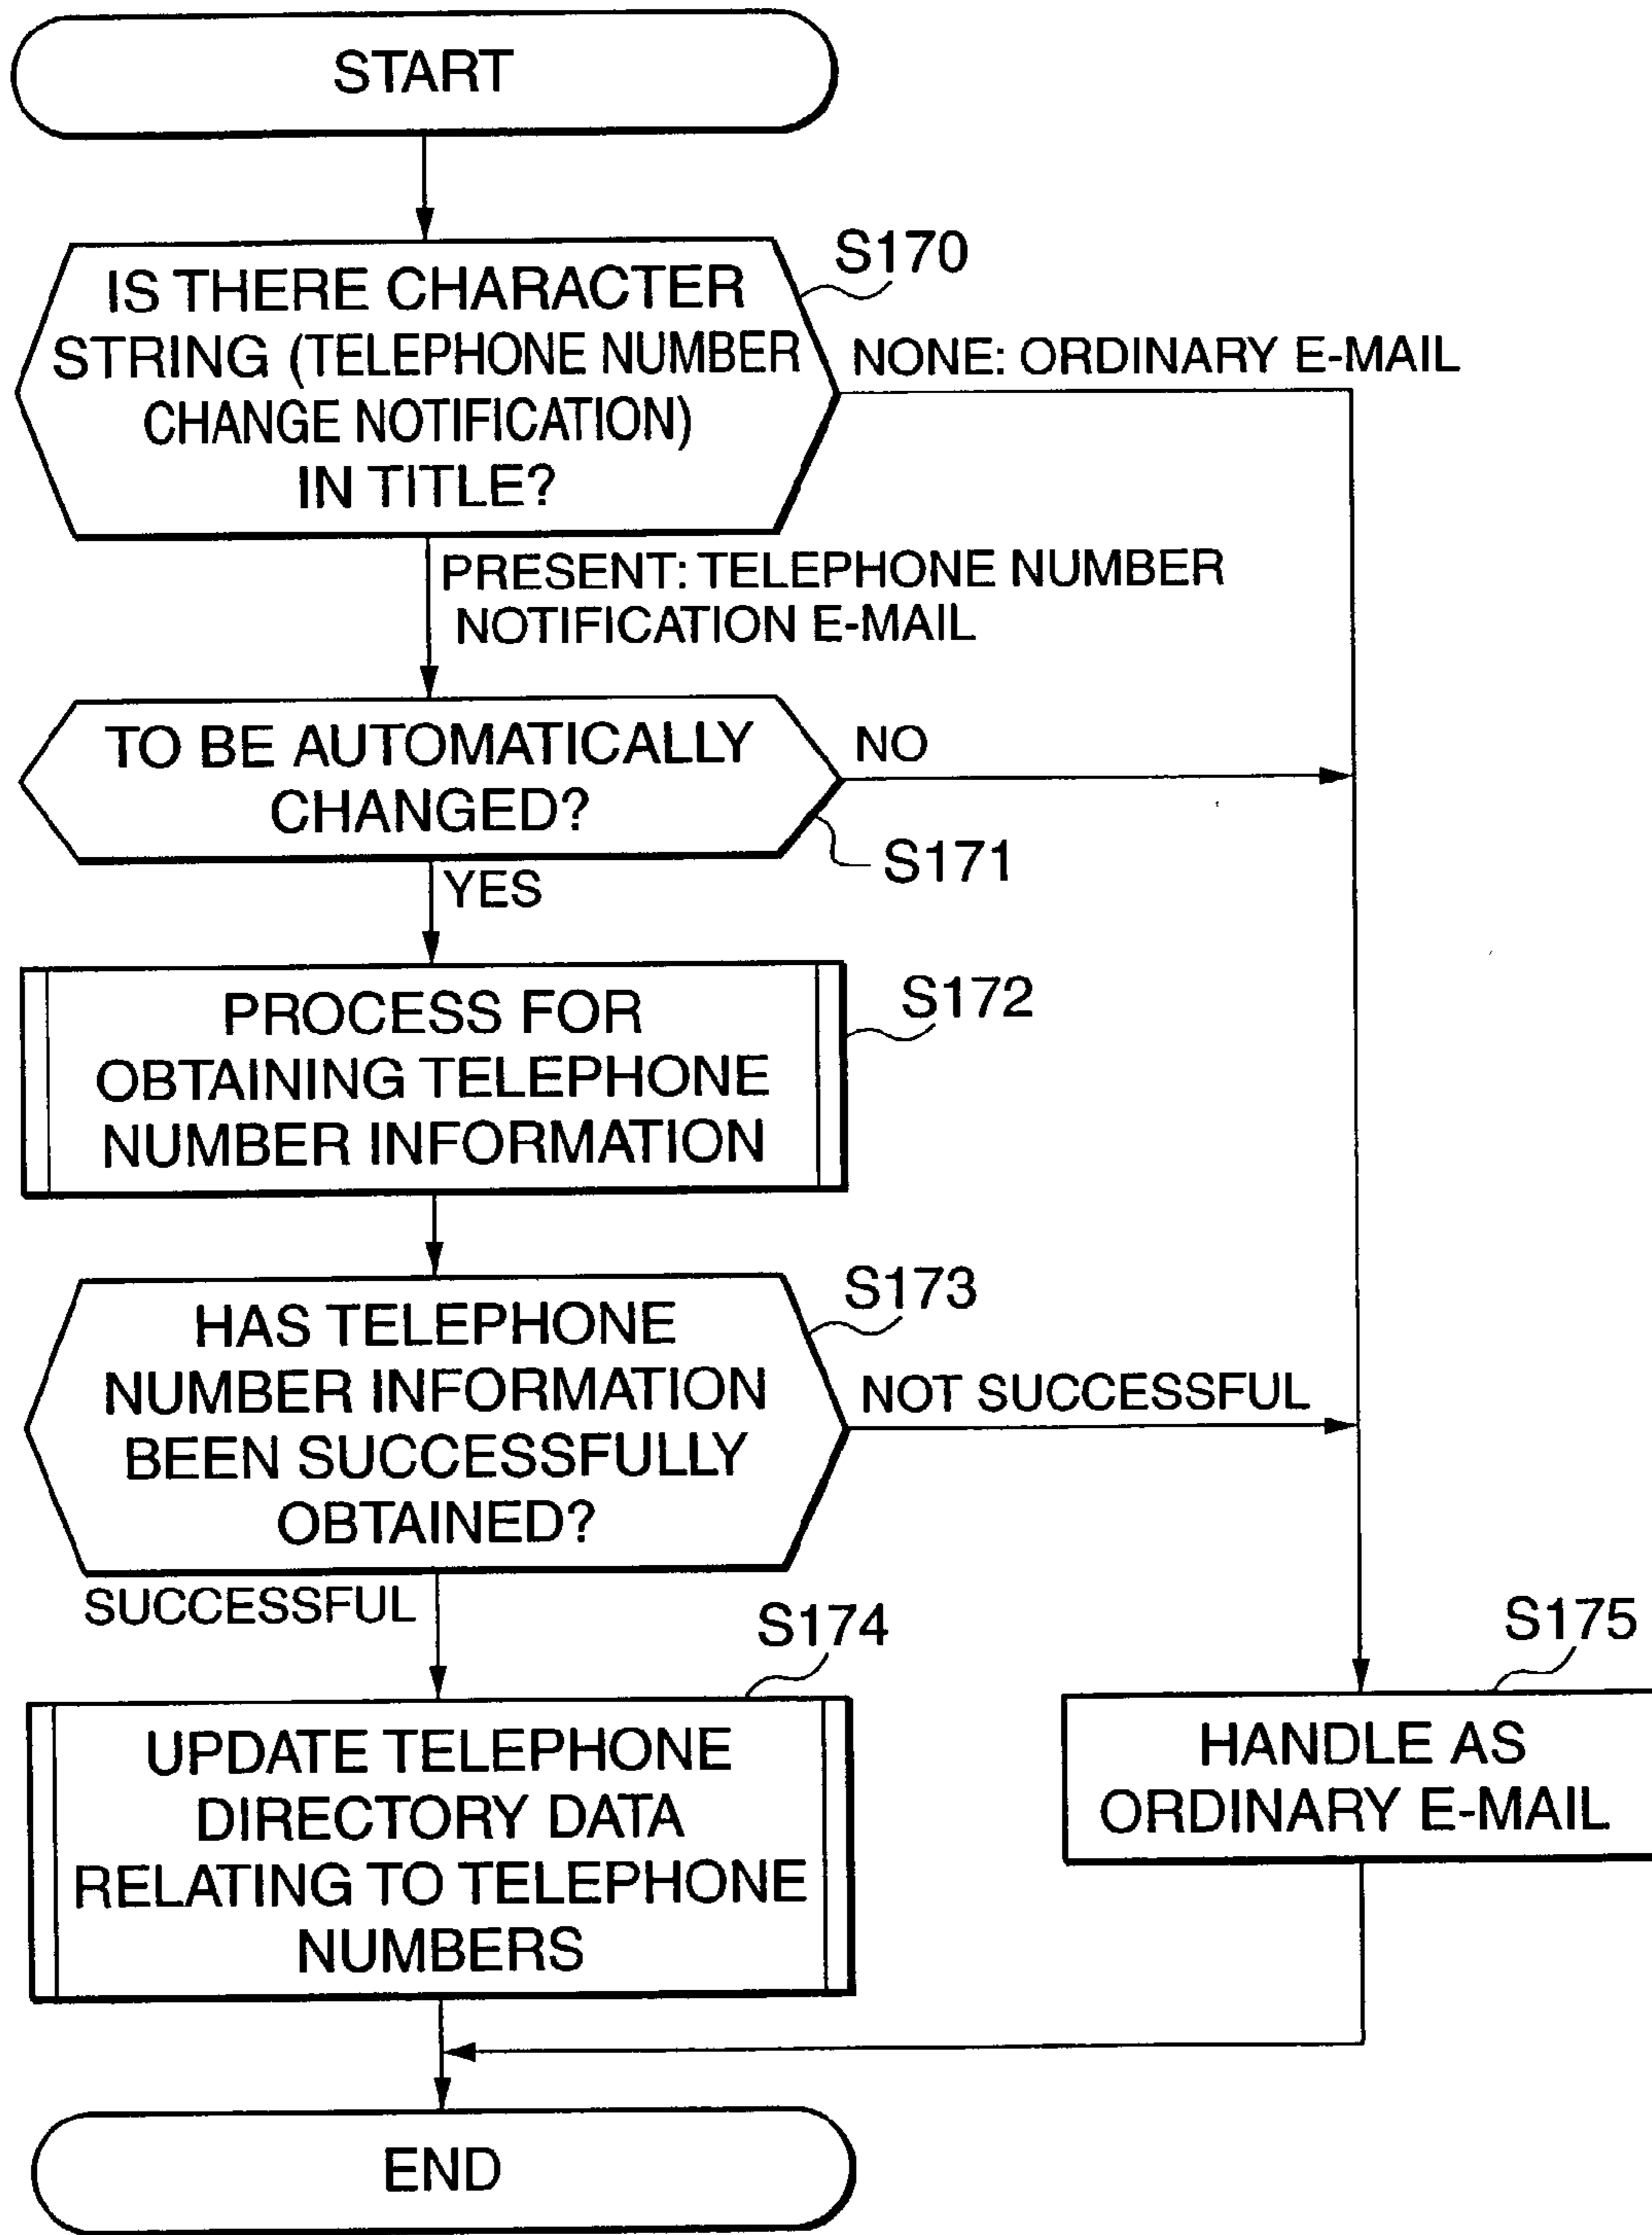 START
S170
IS THERE CHARACTER
STRING (TELEPHONE NUMBER
CHANGE NOTIFICATION)
IN TITLE?
NONE: ORDINARY E-MAIL
PRESENT: TELEPHONE NUMBER
NOTIFICATION E-MAIL
TO BE AUTOMATICALLY
CHANGED?
NO
S171
YES
PROCESS FOR
OBTAINING TELEPHONE
NUMBER INFORMATION
S172
HAS TELEPHONE
NUMBER INFORMATION
BEEN SUCCESSFULLY
OBTAINED?
S173
NOT SUCCESSFUL
SUCCESSFUL
S174
UPDATE TELEPHONE
DIRECTORY DATA
RELATING TO TELEPHONE
NUMBERS
S175
HANDLE AS
ORDINARY E-MAIL
END